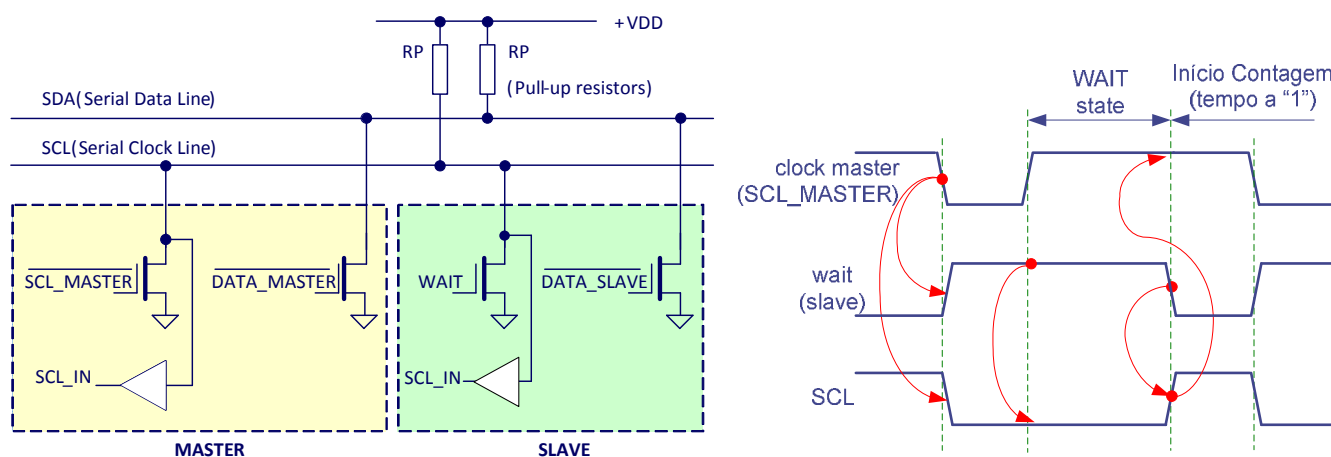 +VDD
RP
RP
(Pull-up resistors)
SDA(Serial Data Line)
SCL(Serial Clock Line)
SCL_MASTER
DATA_MASTER
WAIT
DATA_SLAVE
SCL_IN
SCL_IN
MASTER
SLAVE
WAIT
state
Início Contagem
(tempo a “1”)
clock master
(SCL_MASTER)
wait
(slave)
SCL